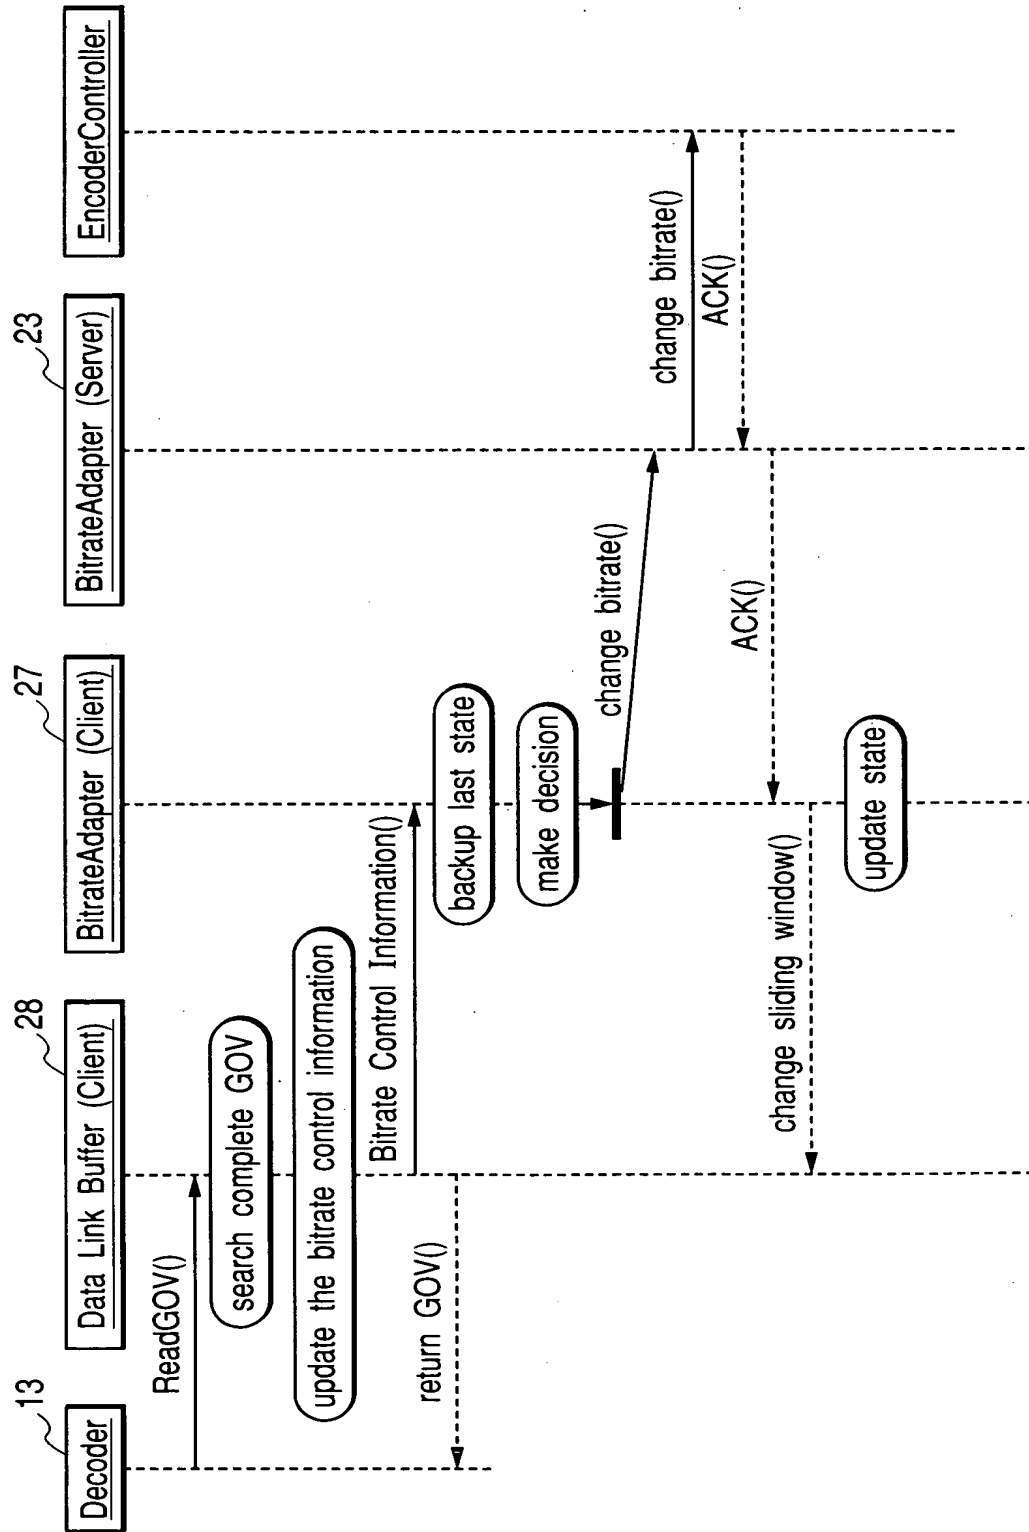 13
Decoder
28
Data Link Buffer (Client)
27
BitrateAdapter (Client)
23
BitrateAdapter (Server)
EncoderController
ReadGOV()
search complete GOV
update the bitrate control information
Bitrate Control Information()
return GOV()
backup last state
make decision
change bitrate()
change bitrate()
ACK()
ACK()
change sliding window()
update state